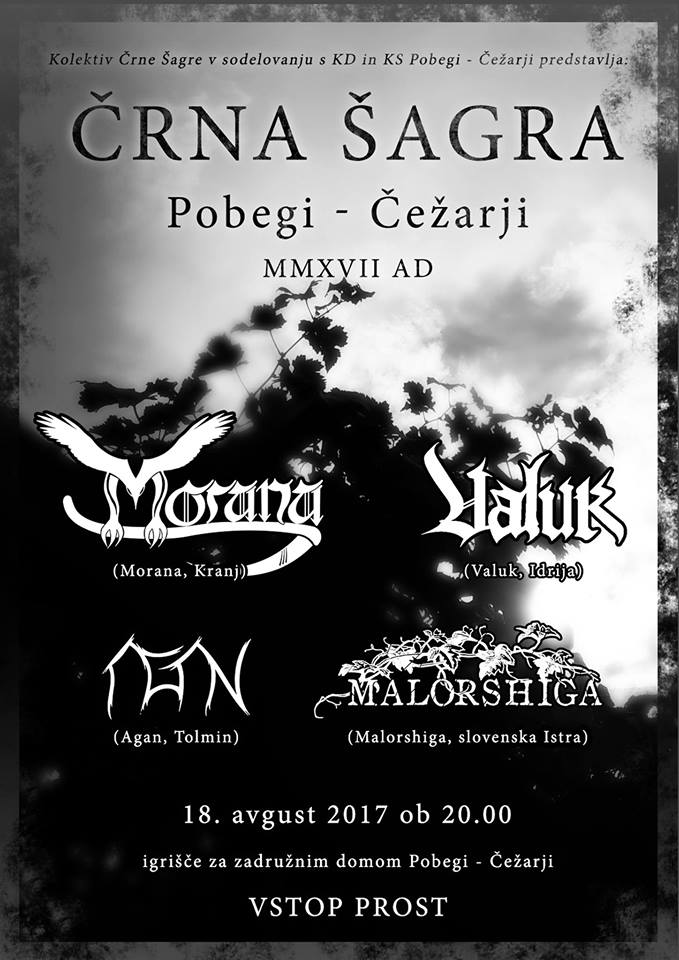 Kolektiv Črne Šagre v sodelovanju s KD in KS Pobegi - Čežarji predstavlja:
ČRNA ŠAGRA
Pobegi - Čežarji
MMXVII AD
Morana
Valuk
(Morana, Kranj)
(Valuk, Idrija)
AGAN
MALORSHIGA
(Agan, Tolmin)
(Malorshiga, slovenska Istra)
18. avgust 2017 ob 20.00
igrišče za zadružnim domom Pobegi - Čežarji
VSTOP PROST